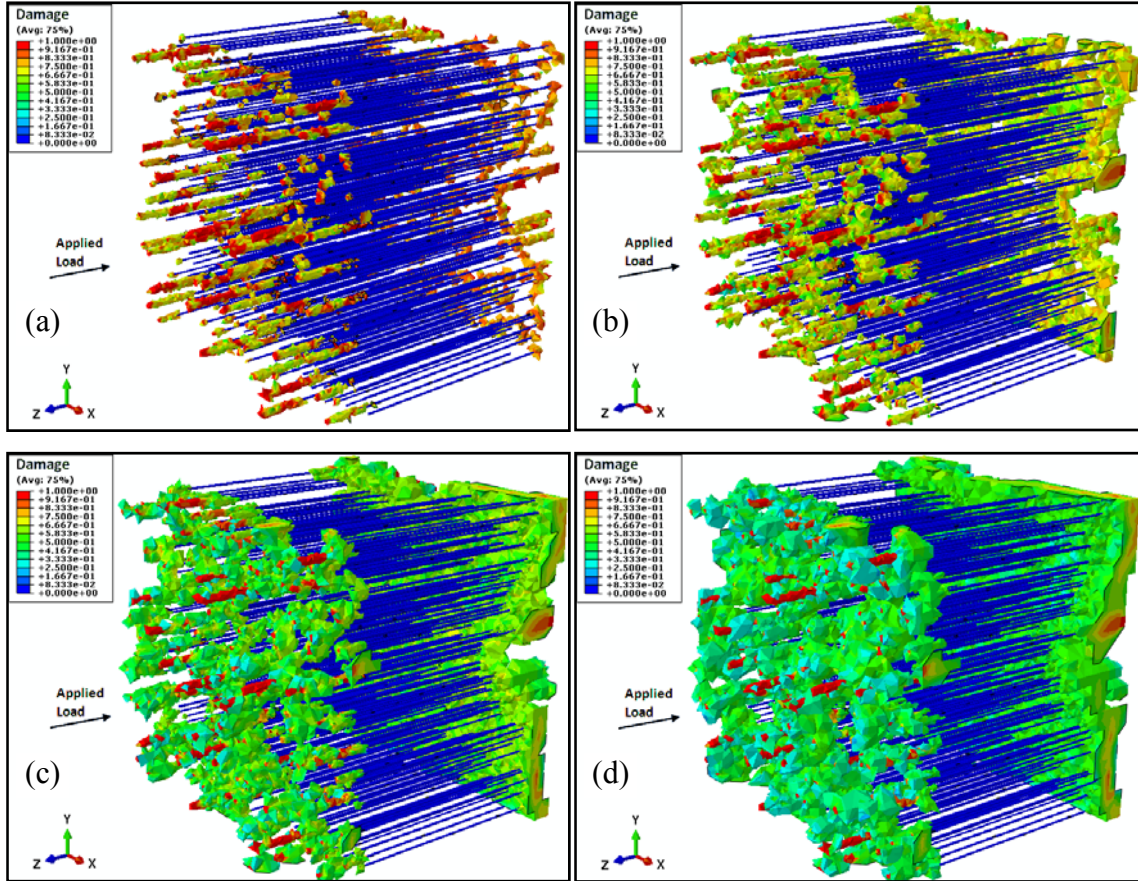 Damage
(Avg: 75%)
+1.000e+00
+9.167e-01
+8.333e-01
+7.500e-01
+6.667e-01
+5.833e-01
+5.000e-01
+4.167e-01
+3.333e-01
+2.500e-01
+1.667e-01
+8.333e-02
+0.000e+00
Applied
Load
(a)
Y
Z
X
Damage
(Avg: 75%)
+1.000e+00
+9.167e-01
+8.333e-01
+7.500e-01
+6.667e-01
+5.833e-01
+5.000e-01
+4.167e-01
+3.333e-01
+2.500e-01
+1.667e-01
+8.333e-02
+0.000e+00
Applied
Load
(b)
Y
Z
X
Damage
(Avg: 75%)
+1.000e+00
+9.167e-01
+8.333e-01
+7.500e-01
+6.667e-01
+5.833e-01
+5.000e-01
+4.167e-01
+3.333e-01
+2.500e-01
+1.667e-01
+8.333e-02
+0.000e+00
Applied
Load
(c)
Y
Z
X
Damage
(Avg: 75%)
+1.000e+00
+9.167e-01
+8.333e-01
+7.500e-01
+6.667e-01
+5.833e-01
+5.000e-01
+4.167e-01
+3.333e-01
+2.500e-01
+1.667e-01
+8.333e-02
+0.000e+00
Applied
Load
(d)
Y
Z
X